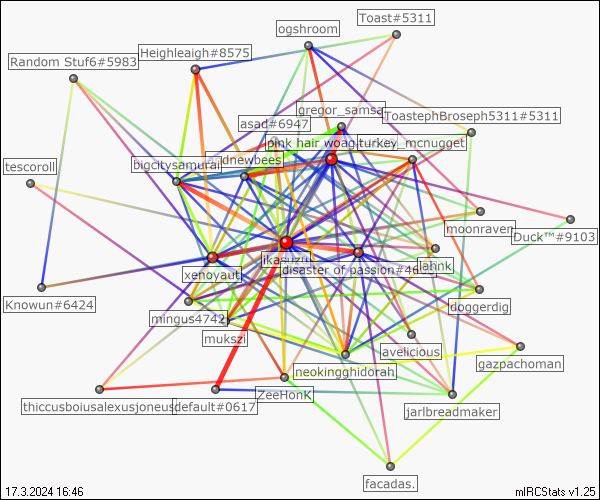 Toast#5311
ogshroom
Heighleaigh#8575
Random Stuf6#5983
gregor_samsa
ToastephBroseph5311#5311
asad#6947
pink hair woag
turkey_mcnugget
bigcitysamurai
dnewbees
tescoroll
moonraven
Duck™#9103
ikasuzu
latink
xenoyaut
disaster of passion#46
Knowun#6424
doggerdig
mingus4742
mukszi
lavelicious
neokingghidorah
gazpachoman
ZeeHonK
thiccusboiusalexusjoneus
default#0617
jarlbreadmaker
facadas.
17.3.2024 16:46
mIRCStats v1.25